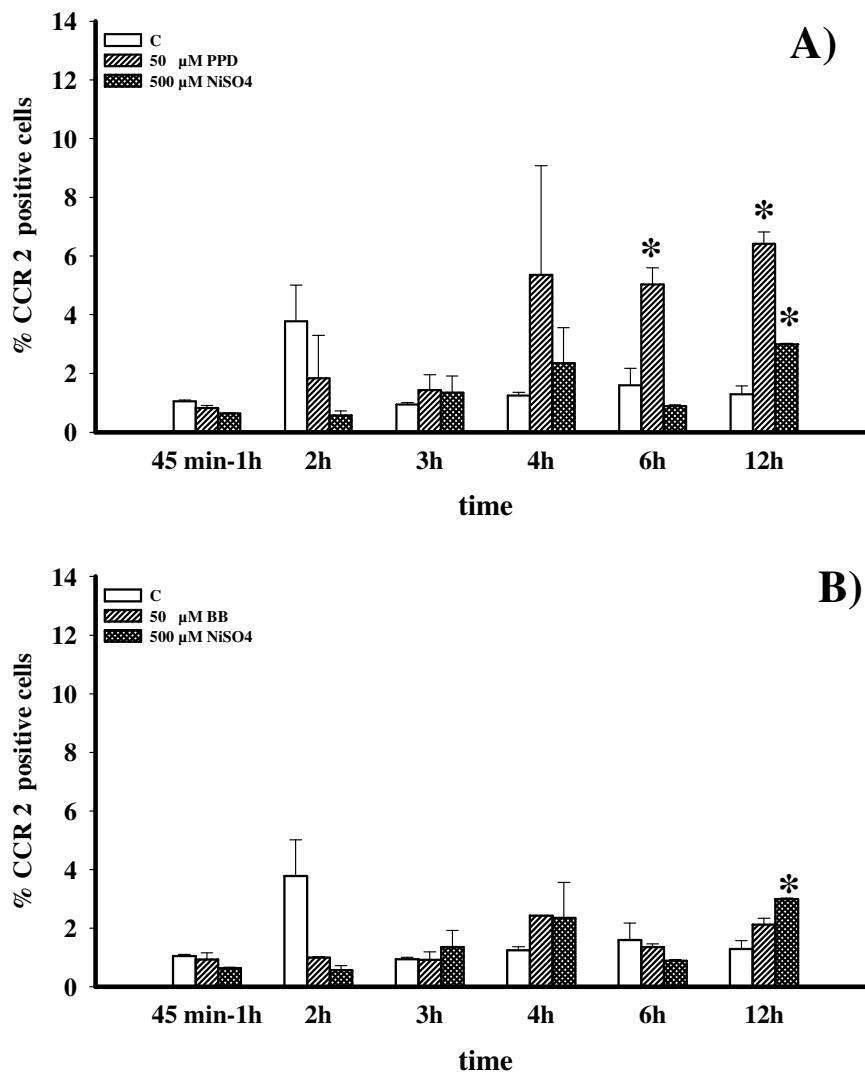 A)
C
50 µM PPD
500 µM NiSO4
% CCR 2 positive cells
14
12
10
8
6
4
2
0
* * *
45 min-1h 2h 3h 4h 6h 12h
time
B)
C
50 µM BB
500 µM NiSO4
% CCR 2 positive cells
14
12
10
8
6
4
2
0
*
45 min-1h 2h 3h 4h 6h 12h
time